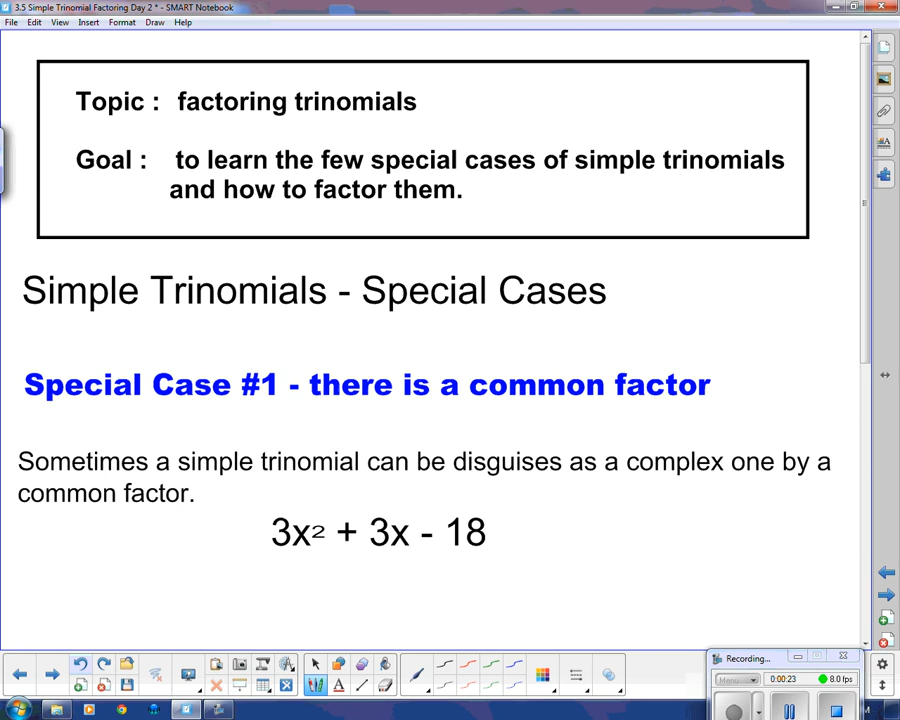 3.5 Simple Trinomial Factoring Day 2 * - SMART Notebook
File Edit View Insert Format Draw Help
Topic : factoring trinomials
Goal : to learn the few special cases of simple trinomials
and how to factor them.
Simple Trinomials - Special Cases
Special Case #1 - there is a common factor
Sometimes a simple trinomial can be disguises as a complex one by a
common factor.
3x² + 3x - 18
Recording...
Menu
0:00:23
8.0 fps